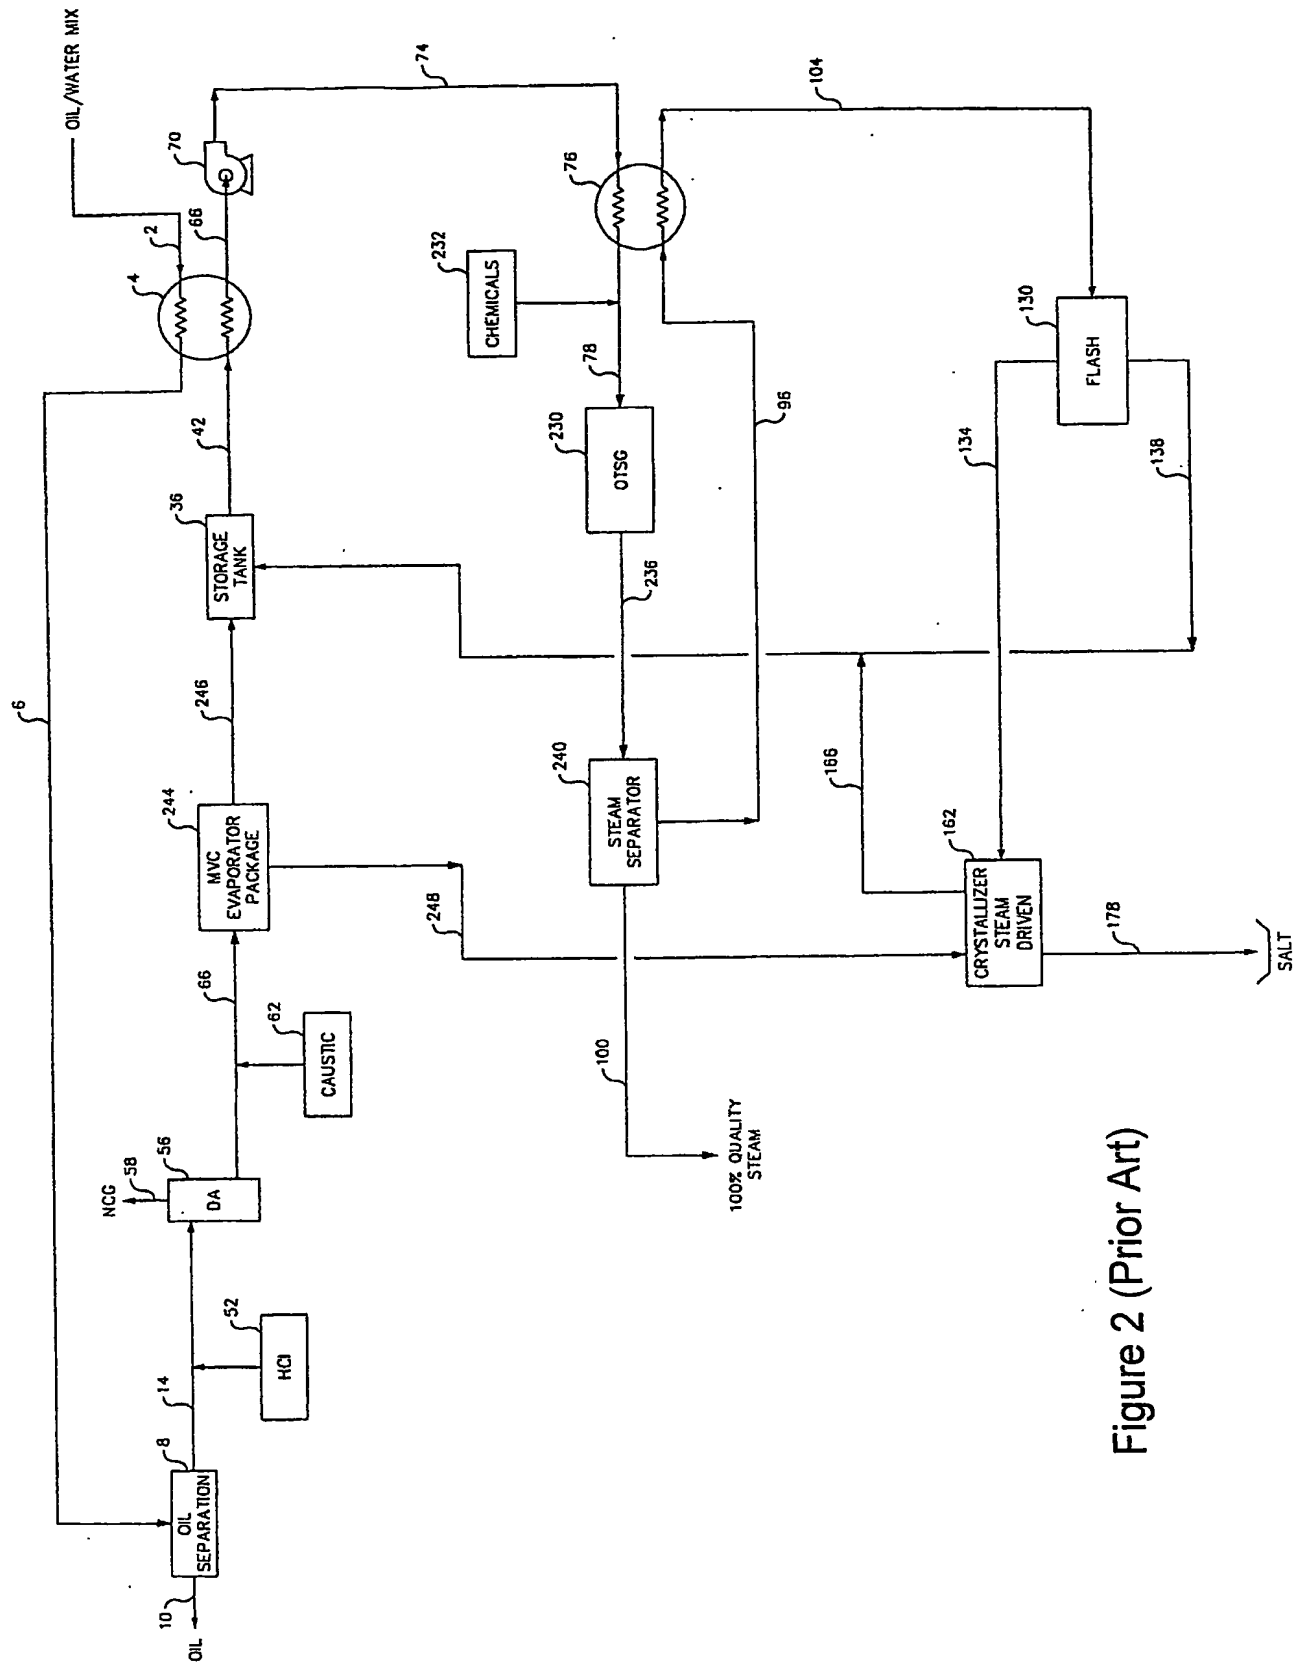 OIL/WATER MIX
2
4
6
66
70
74
42
36
STORAGE
TANK
246
244
MVC
EVAPORATOR
PACKAGE
248
66
62
CAUSTIC
NCG
58
56
DA
52
HCl
14
8
OIL
SEPARATION
10
OIL
76
232
CHEMICALS
78
230
OTSG
236
240
STEAM
SEPARATOR
96
100
100% QUALITY
STEAM
104
130
FLASH
134
138
166
162
CRYSTALLIZER
STEAM
DRIVEN
178
SALT
Figure 2 (Prior Art)